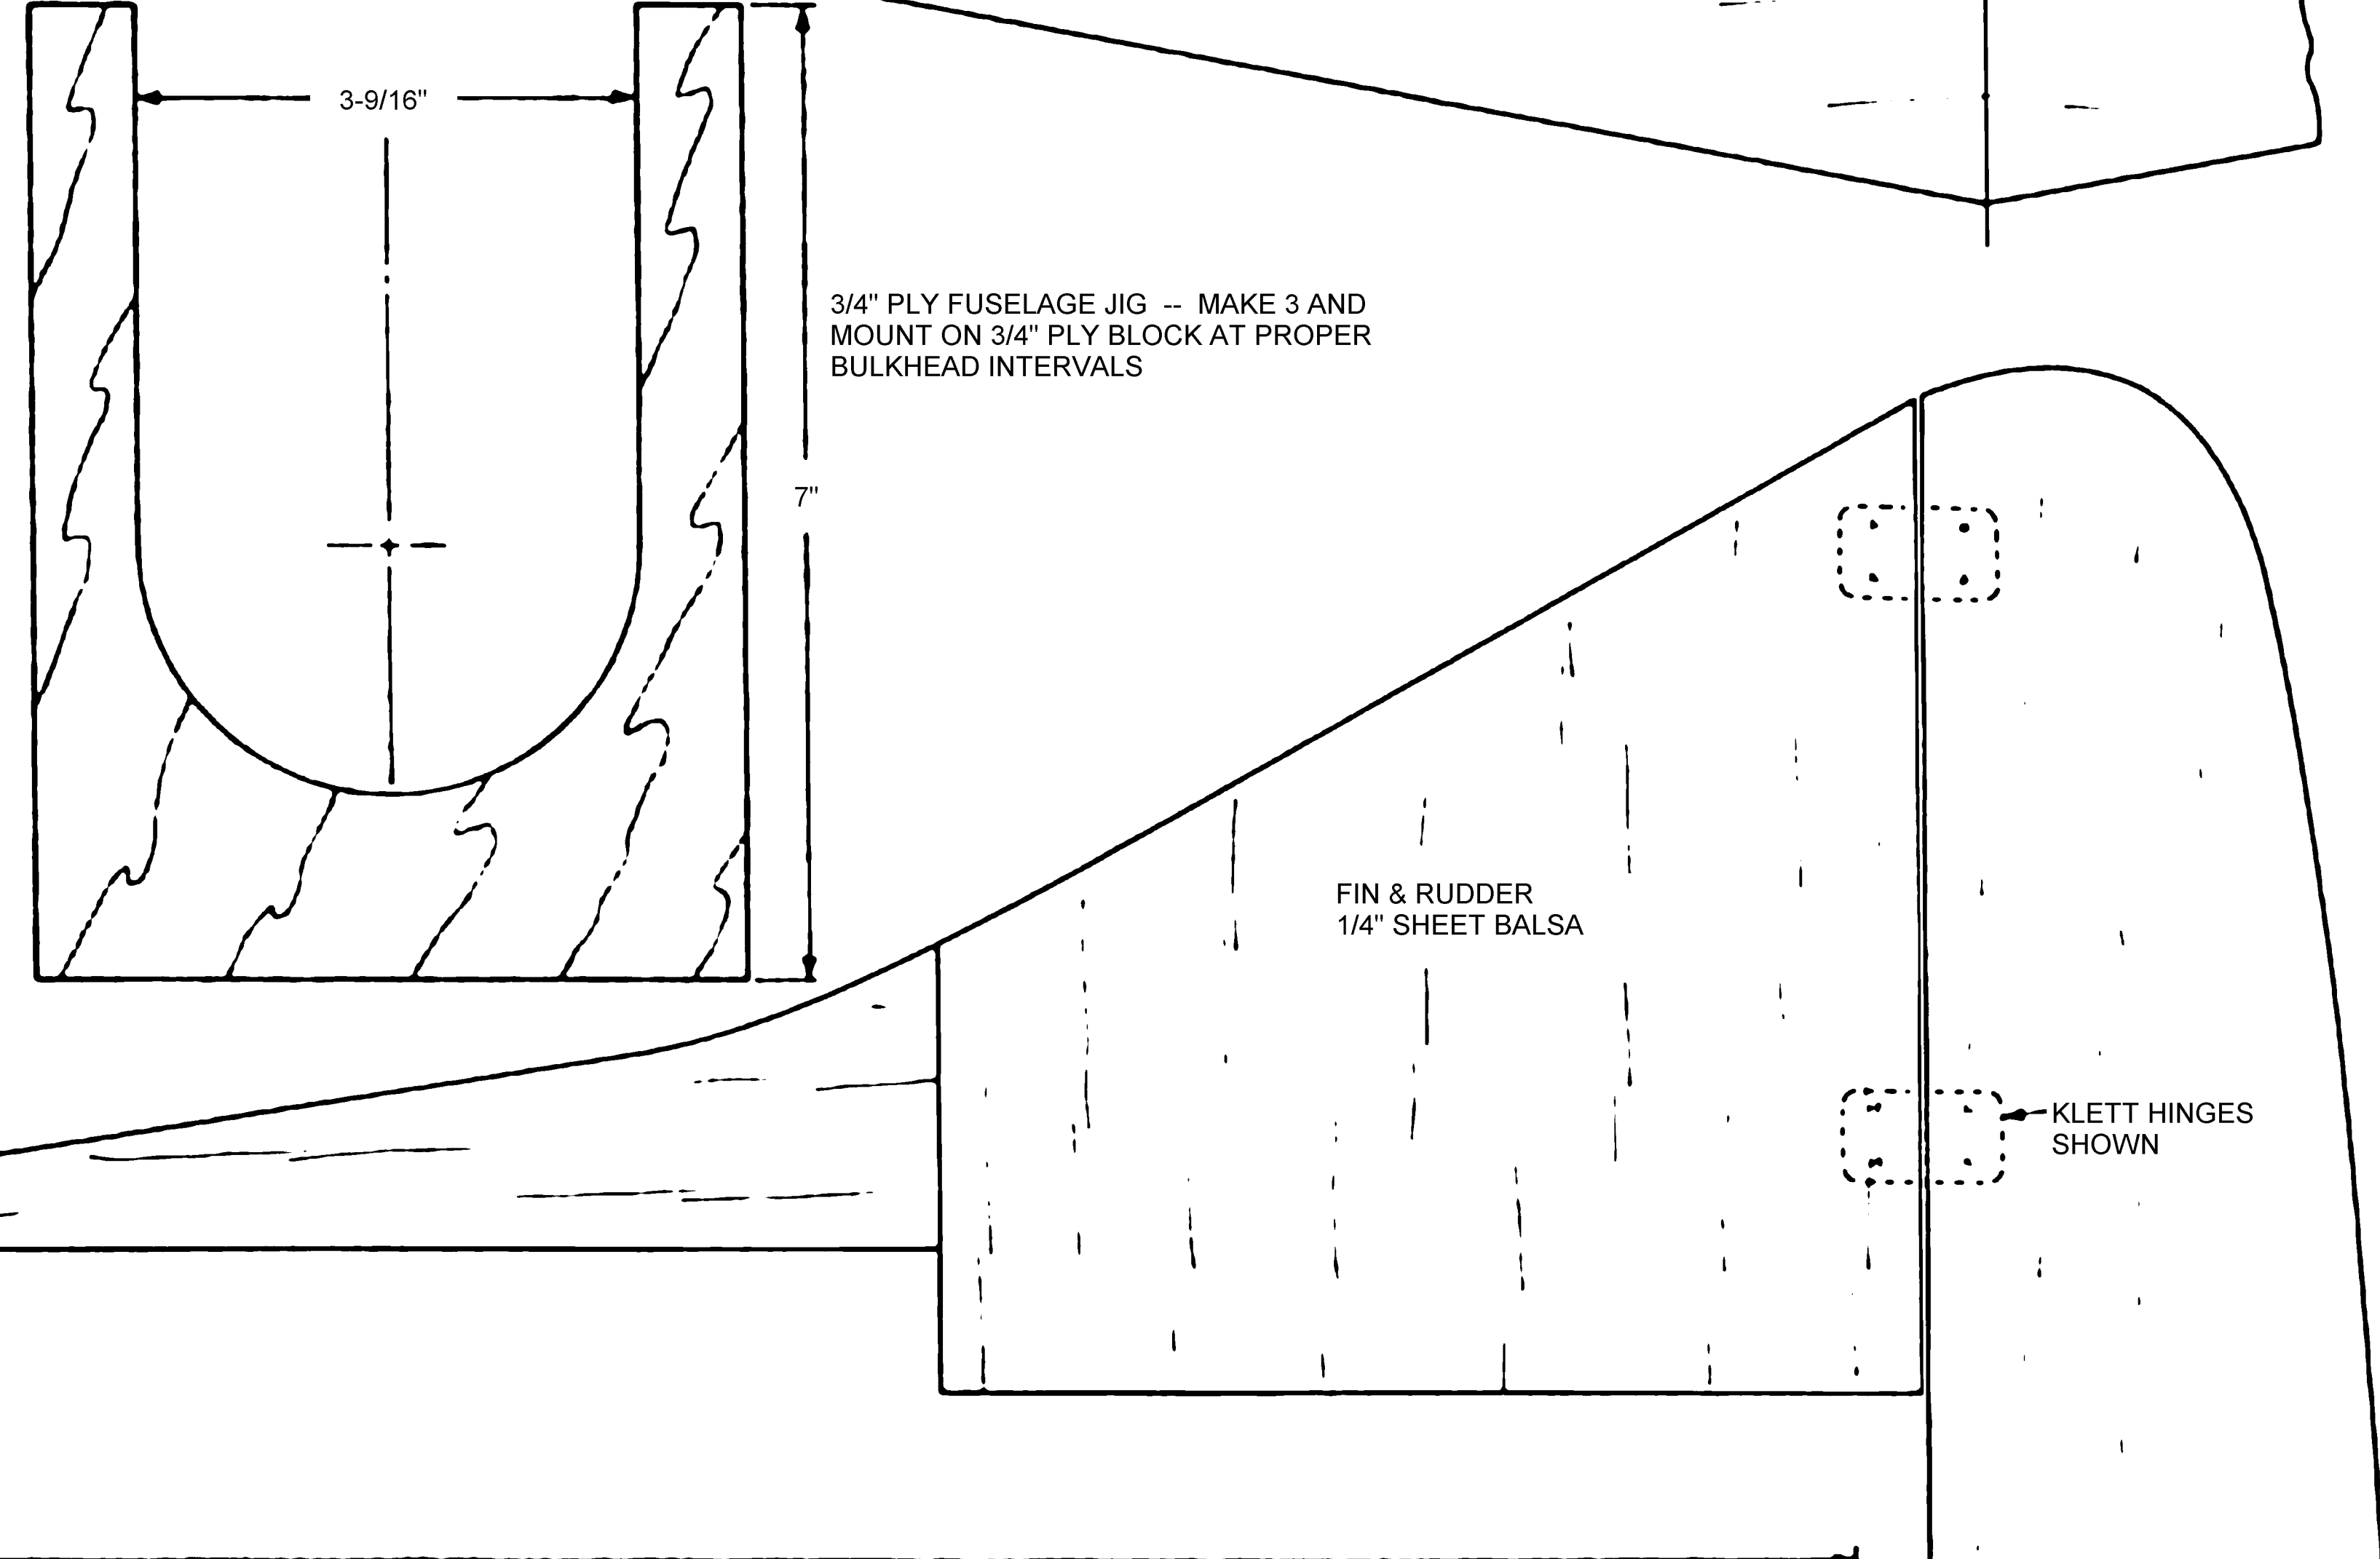 3-9/16"
3/4" PLY FUSELAGE JIG -- MAKE 3 AND
MOUNT ON 3/4" PLY BLOCK AT PROPER
BULKHEAD INTERVALS
7"
FIN & RUDDER
1/4" SHEET BALSA
KLETT HINGES
SHOWN